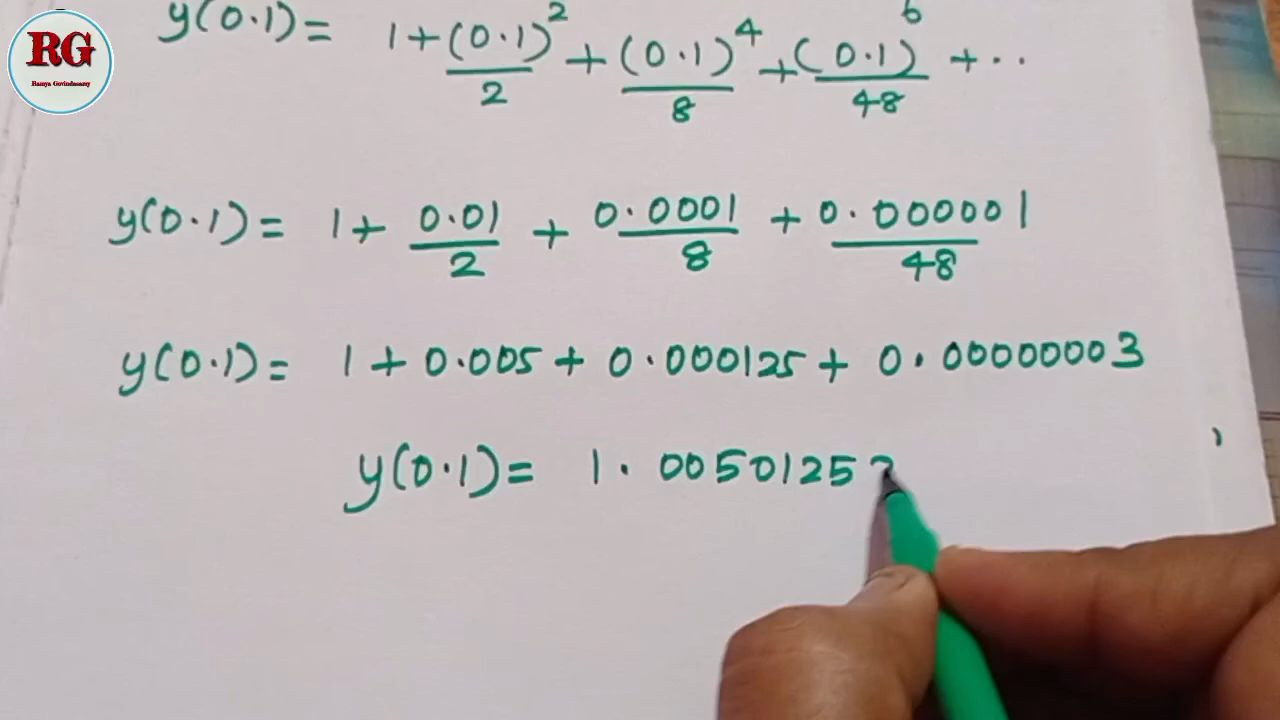 RG
Ramya Govindasamy
y(0.1)= 1+(0.1)^2/2 + (0.1)^4/8 + (0.1)^6/48 + ..
y(0.1)= 1+ 0.01/2 + 0.0001/8 + 0.000001/48
y(0.1)= 1+0.005+0.000125+0.00000003
y(0.1)= 1.0050125